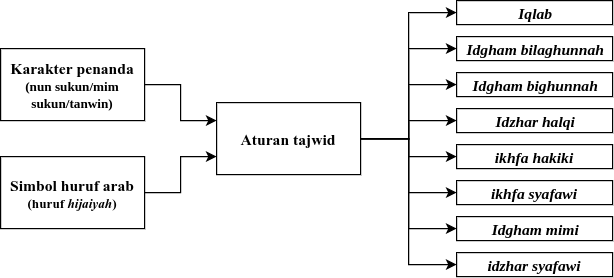 Karakter penanda
(nun sukun/mim
sukun/tanwin)
Simbol huruf arab
(huruf hijaiyah)
Aturan tajwid
Iqlab
Idgham bilaghunnah
Idgham bighunnah
Idzhar halqi
ikhfa hakiki
ikhfa syafawi
Idgham mimi
idzhar syafawi